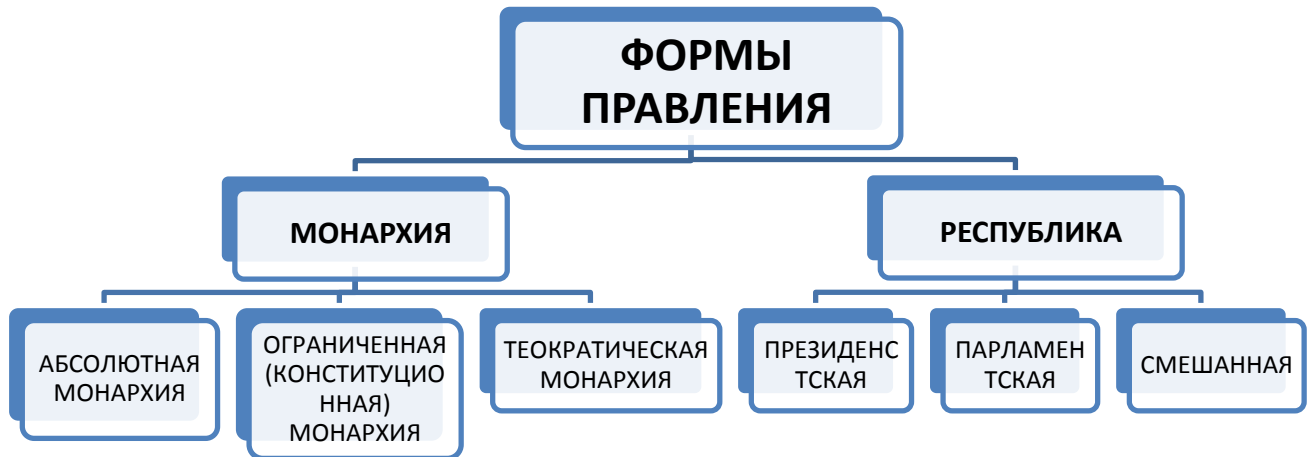 ФОРМЫ
ПРАВЛЕНИЯ
МОНАРХИЯ
РЕСПУБЛИКА
АБСОЛЮТНАЯ
МОНАРХИЯ
ОГРАНИЧЕННАЯ
(КОНСТИТУЦИО
ННАЯ)
МОНАРХИЯ
ТЕОКРАТИЧЕСКАЯ
МОНАРХИЯ
ПРЕЗИДЕНС
ТСКАЯ
ПАРЛАМЕН
ТСКАЯ
СМЕШАННАЯ